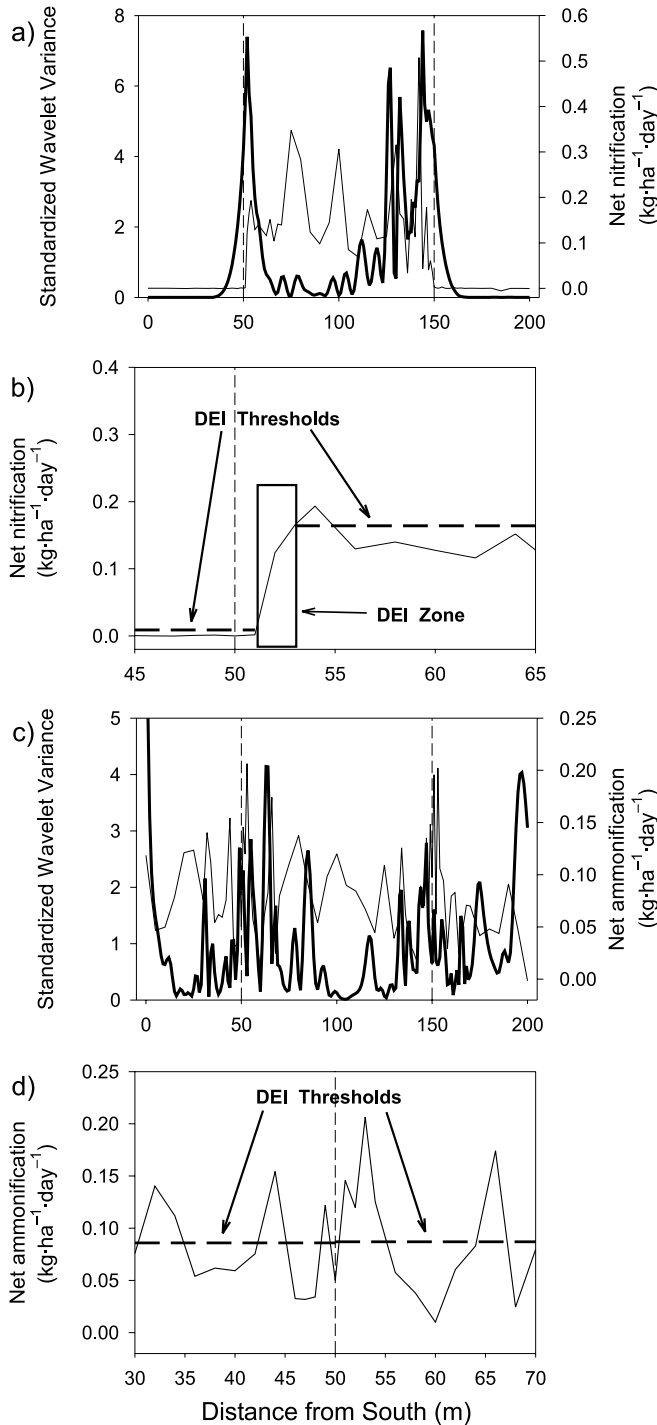 a)
Standardized Wavelet Variance
8
6
4
2
0
0.6
0.5
0.4
0.3
0.2
0.1
0.0
Net nitrification
(kg·ha⁻¹·day⁻¹)
0 50 100 150 200
b)
Net nitrification
(kg·ha⁻¹·day⁻¹)
0.4
0.3
0.2
0.1
0.0
DEI Thresholds
DEI Zone
45 50 55 60 65
c)
Standardized Wavelet Variance
5
4
3
2
1
0
0.25
0.20
0.15
0.10
0.05
0.00
Net ammonification
(kg·ha⁻¹·day⁻¹)
0 50 100 150 200
d)
Net ammonification
(kg·ha⁻¹·day⁻¹)
0.25
0.20
0.15
0.10
0.05
0.00
DEI Thresholds
30 35 40 45 50 55 60 65 70
Distance from South (m)